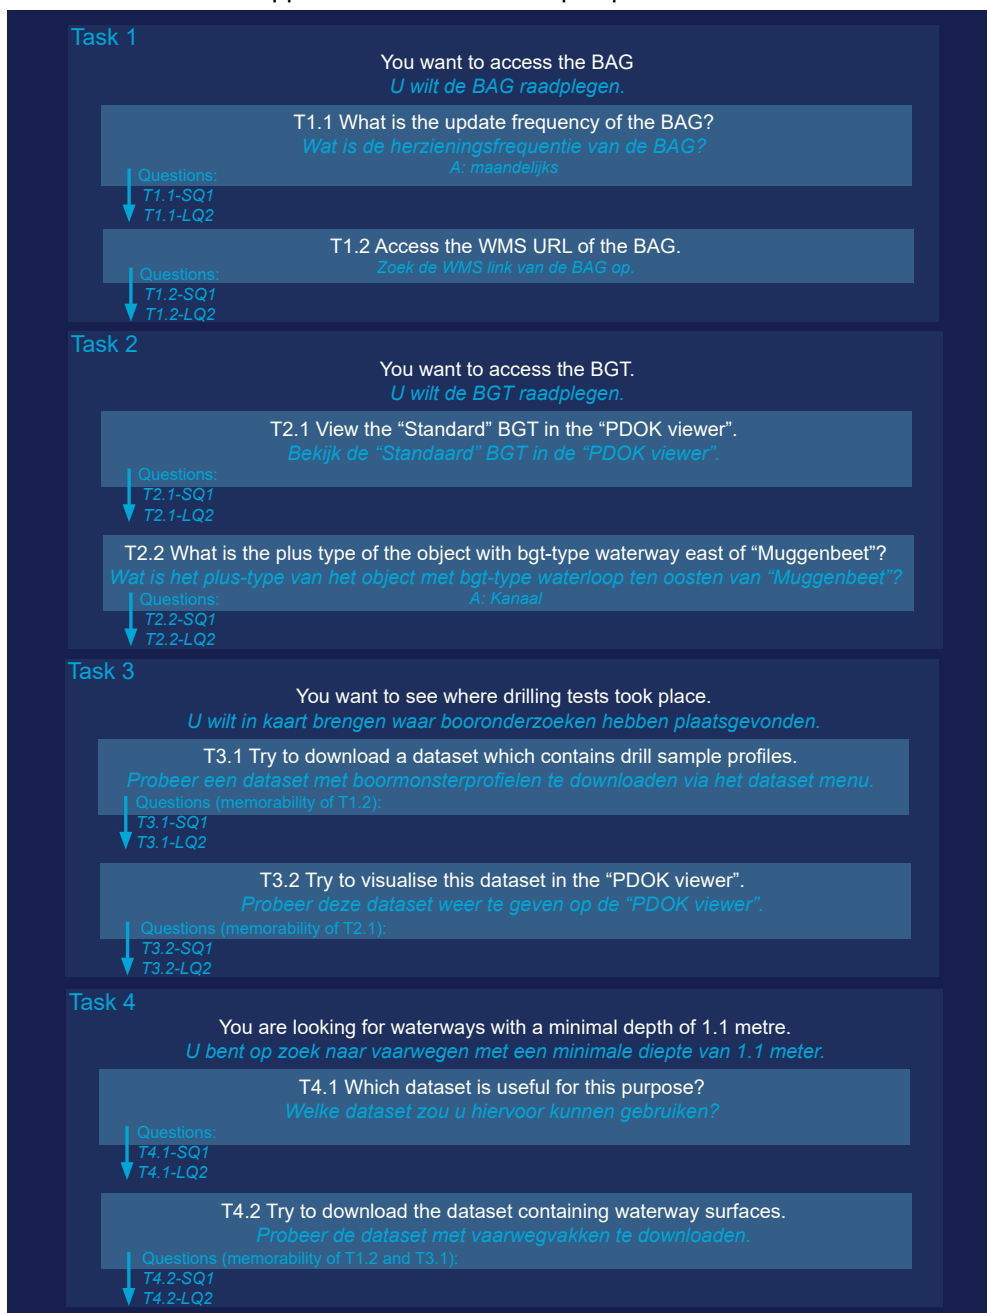 Task 1
You want to access the BAG
U wilt de BAG raadplegen.
T1.1 What is the update frequency of the BAG?
Wat is de herzieningsfrequentie van de BAG?
A: maandelijks
Questions:
T1.1-SQ1
T1.1-LQ2
T1.2 Access the WMS URL of the BAG.
Zoek de WMS link van de BAG op.
Questions:
T1.2-SQ1
T1.2-LQ2
Task 2
You want to access the BGT.
U wilt de BGT raadplegen.
T2.1 View the “Standard” BGT in the “PDOK viewer”.
Bekijk de “Standaard” BGT in de “PDOK viewer”.
Questions:
T2.1-SQ1
T2.1-LQ2
T2.2 What is the plus type of the object with bgt-type waterway east of “Muggenbeet”?
Wat is het plus-type van het object met bgt-type waterloop ten oosten van “Muggenbeet”?
A: Kanaal
Questions:
T2.2-SQ1
T2.2-LQ2
Task 3
You want to see where drilling tests took place.
U wilt in kaart brengen waar booronderzoeken hebben plaatsgevonden.
T3.1 Try to download a dataset which contains drill sample profiles.
Probeer een dataset met boormonsterprofielen te downloaden via het dataset menu.
Questions (memorability of T1.2):
T3.1-SQ1
T3.1-LQ2
T3.2 Try to visualise this dataset in the “PDOK viewer”.
Probeer deze dataset weer te geven op de “PDOK viewer”.
Questions (memorability of T2.1):
T3.2-SQ1
T3.2-LQ2
Task 4
You are looking for waterways with a minimal depth of 1.1 metre.
U bent op zoek naar vaarwegen met een minimale diepte van 1.1 meter.
T4.1 Which dataset is useful for this purpose?
Welke dataset zou u hiervoor kunnen gebruiken?
Questions:
T4.1-SQ1
T4.1-LQ2
T4.2 Try to download the dataset containing waterway surfaces.
Probeer de dataset met vaarwegvakken te downloaden.
Questions (memorability of T1.2 and T3.1):
T4.2-SQ1
T4.2-LQ2